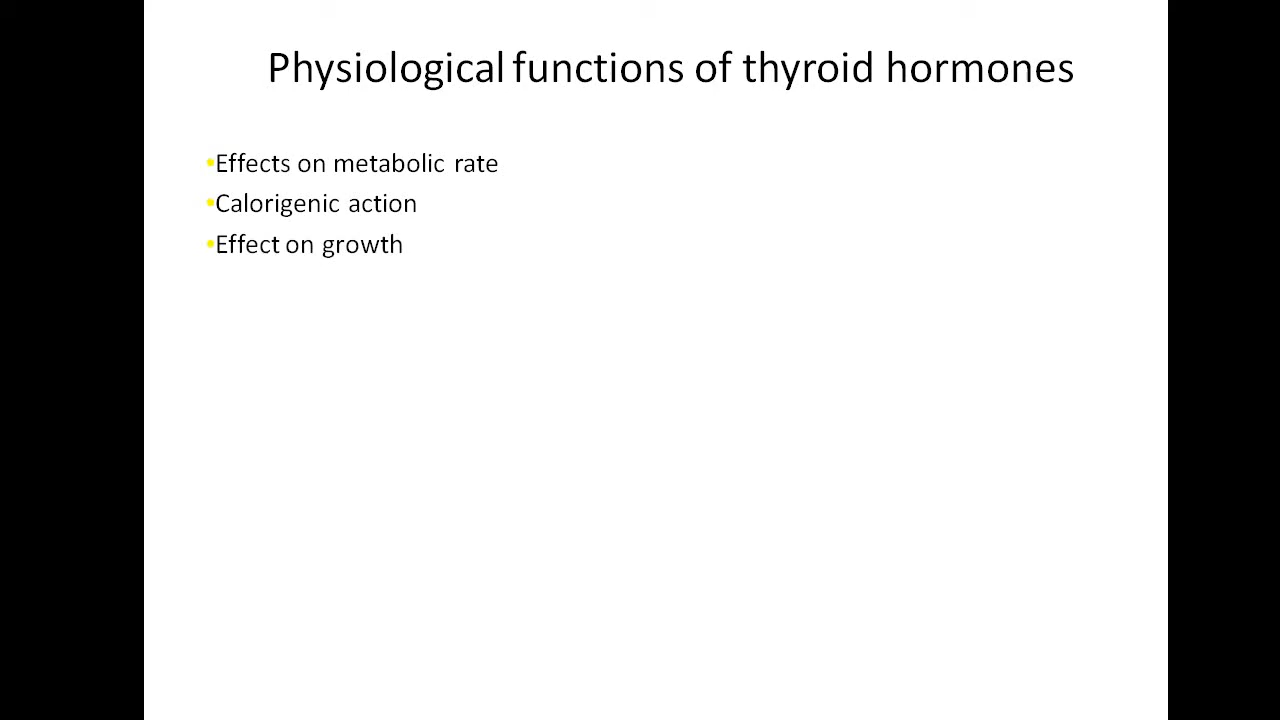 Physiological functions of thyroid hormones
•Effects on metabolic rate
•Calorigenic action
•Effect on growth